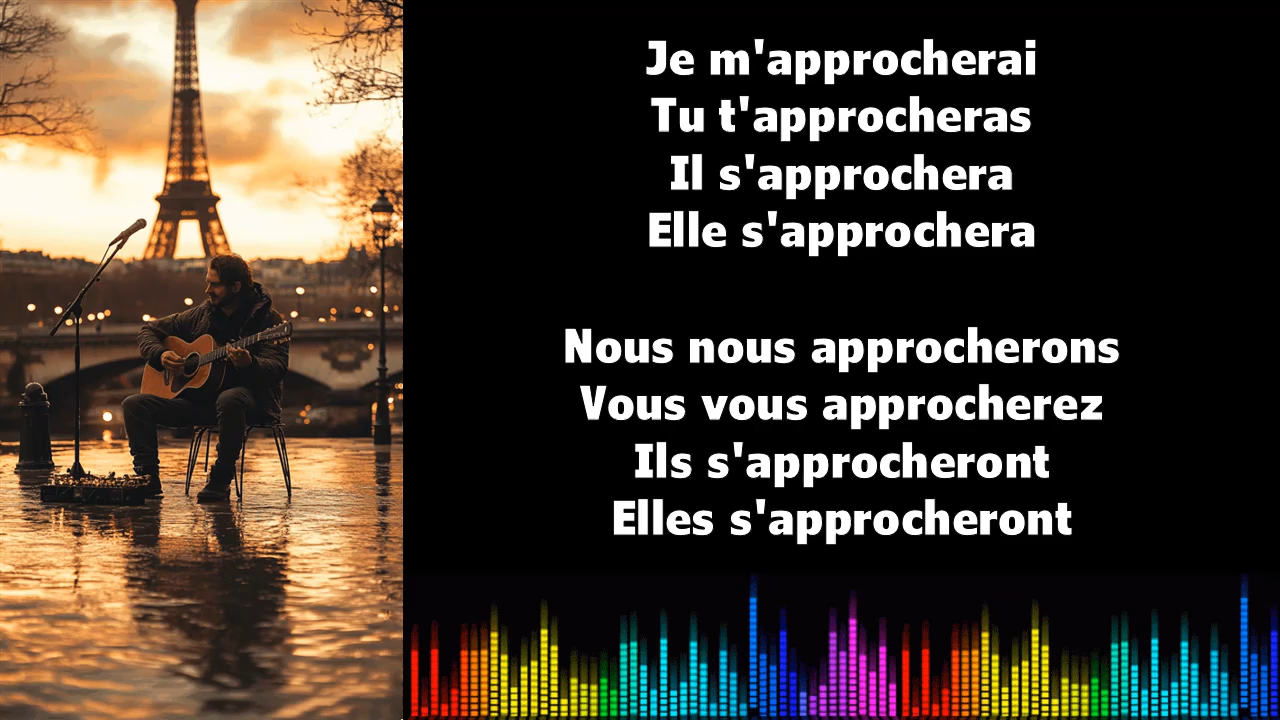 Je m'approcherai
Tu t'approcheras
Il s'approchera
Elle s'approchera
Nous nous approcherons
Vous vous approcherez
Ils s'approcheront
Elles s'approcheront